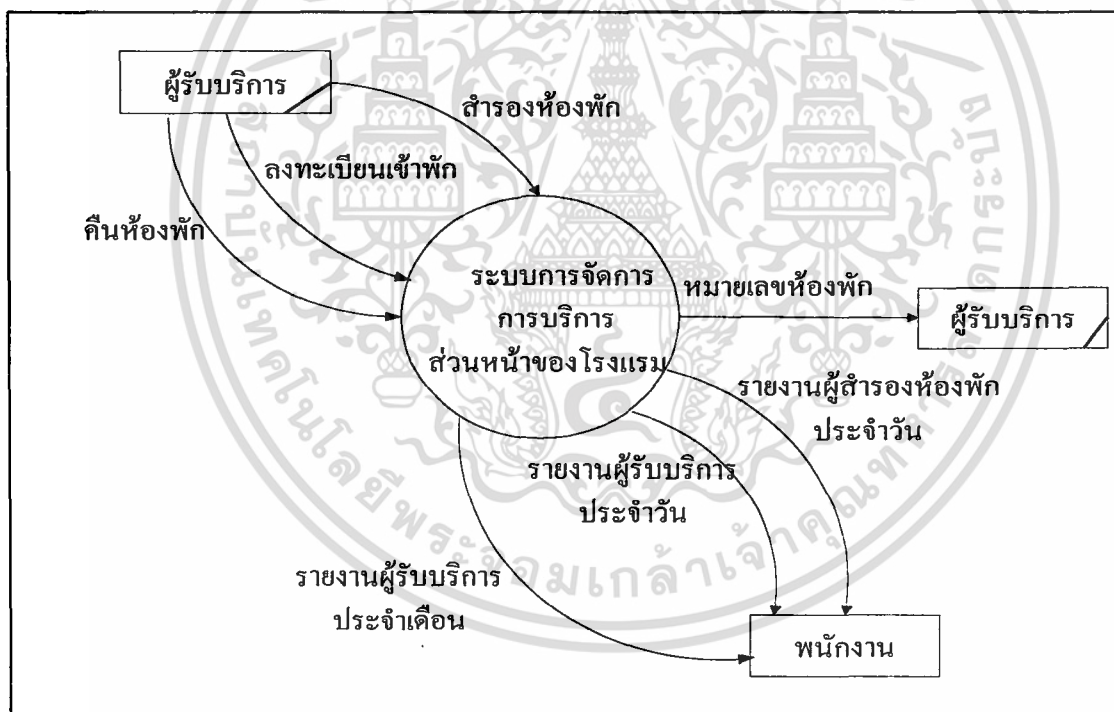 ผู้รับบริการ
สำรองห้องพัก
ลงทะเบียนเข้าพัก
คืนห้องพัก
ระบบการจัดการ
การบริการ
ส่วนหน้าของโรงแรม
หมายเลขห้องพัก
ผู้รับบริการ
รายงานผู้สำรองห้องพัก
ประจำวัน
รายงานผู้รับบริการ
ประจำวัน
รายงานผู้รับบริการ
ประจำเดือน
พนักงาน